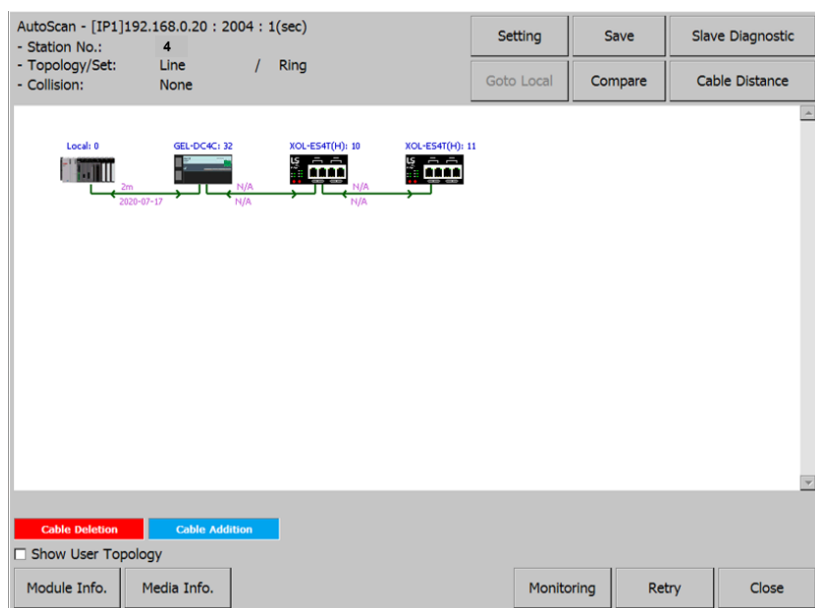 AutoScan - [IP1]192.168.0.20 : 2004 : 1(sec)
- Station No.: 4
- Topology/Set: Line / Ring
- Collision: None
Setting Save Slave Diagnostic
Goto Local Compare Cable Distance
Local: 0 GEL-DC4C: 32 XOL-ES4T(H): 10 XOL-ES4T(H): 11
LS LS
2m N/A N/A
2020-07-17 N/A N/A
Cable Deletion Cable Addition
Show User Topology
Module Info. Media Info. Monitoring Retry Close